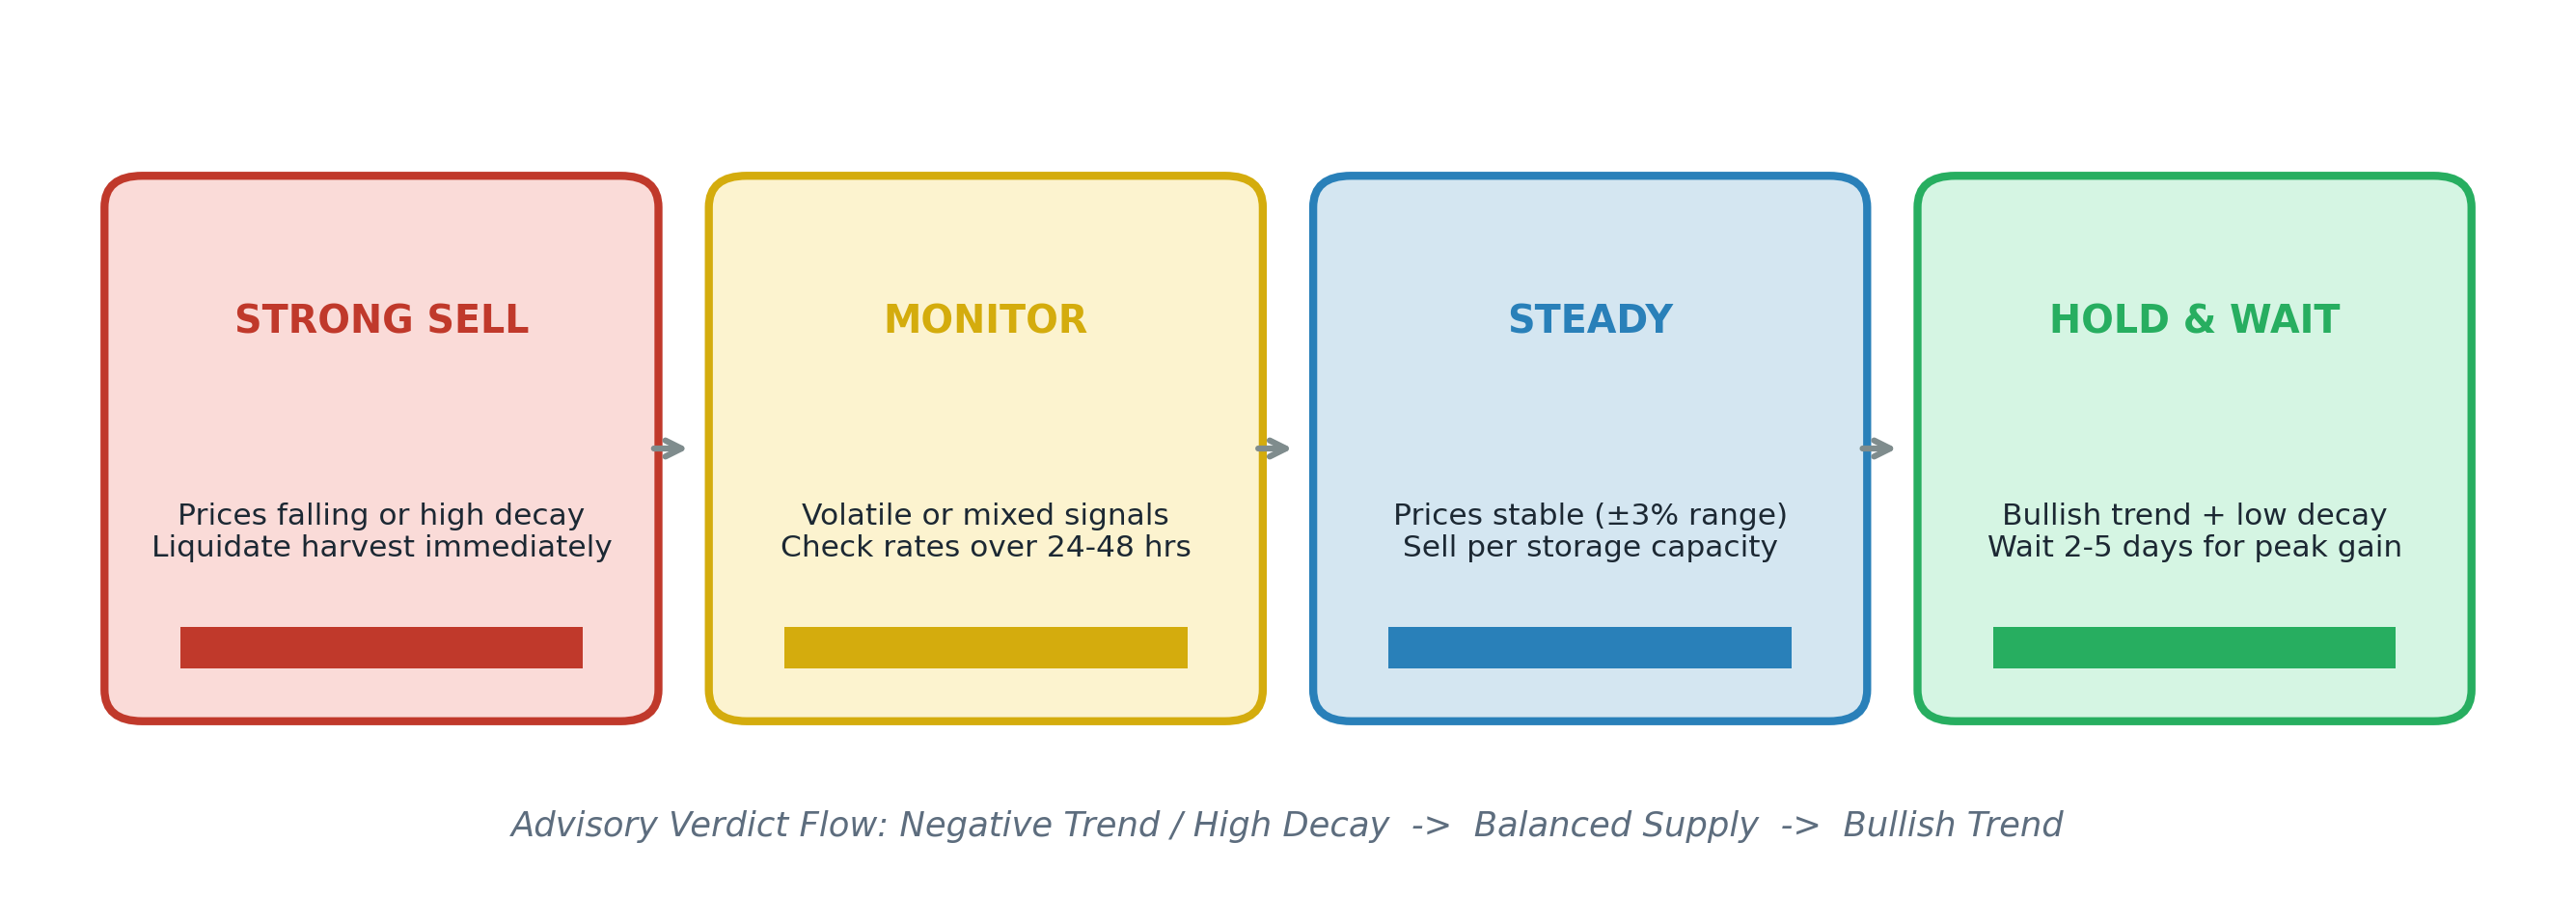 STRONG SELL
Prices falling or high decay
Liquidate harvest immediately
MONITOR
Volatile or mixed signals
Check rates over 24-48 hrs
STEADY
Prices stable (±3% range)
Sell per storage capacity
HOLD & WAIT
Bullish trend + low decay
Wait 2-5 days for peak gain
Advisory Verdict Flow: Negative Trend / High Decay -> Balanced Supply -> Bullish Trend